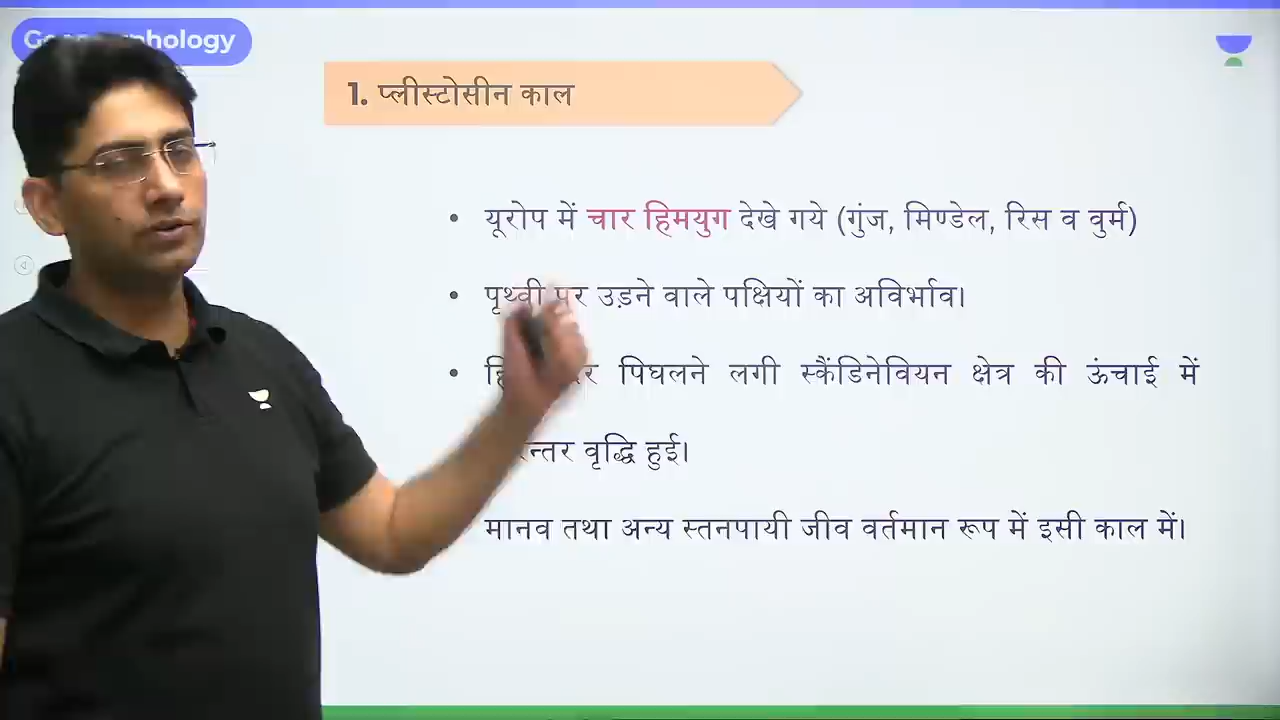 1. प्लीस्टोसीन काल
यूरोप में चार हिमयुग देखे गये (गुंज, मिण्डेल, रिस व वुर्म)
पृथ्वी पर उड़ने वाले पक्षियों का अविर्भाव।
पिघलने लगी स्कैंडिनेवियन क्षेत्र की ऊंचाई में
वृद्धि हुई।
मानव तथा अन्य स्तनपायी जीव वर्तमान रूप में इसी काल में।